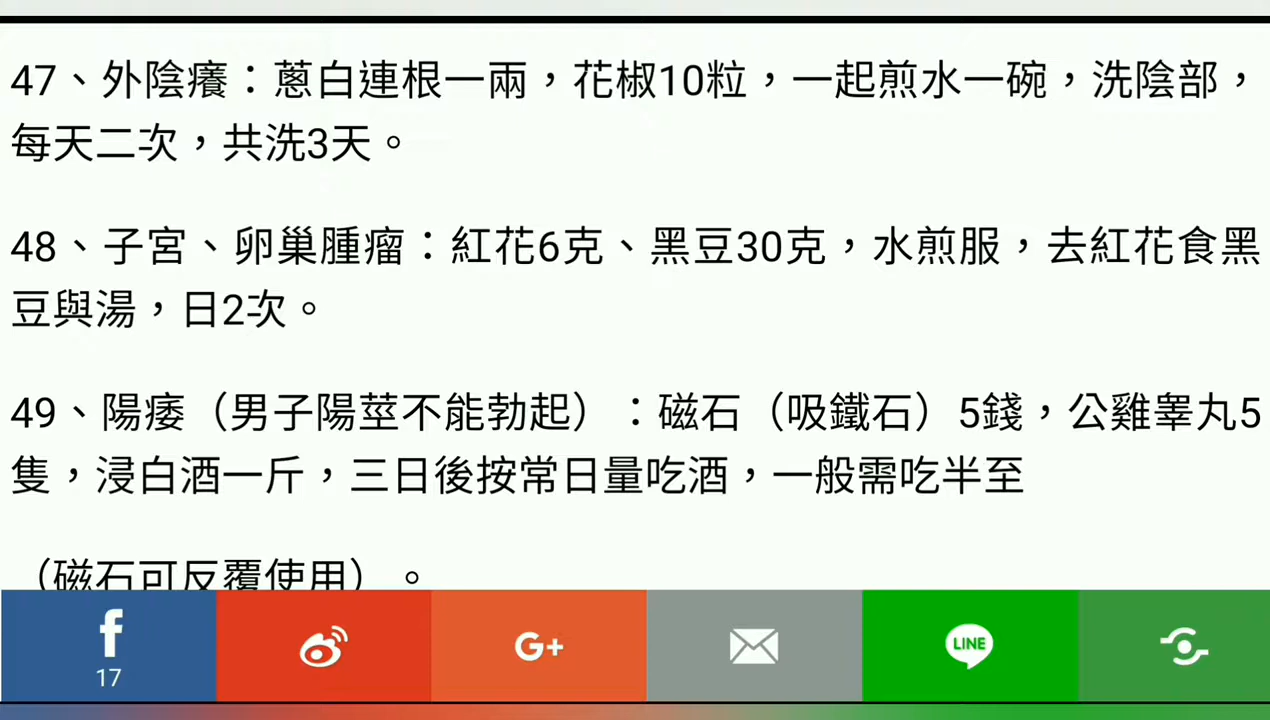 47、外陰癢：蔥白連根一兩，花椒10粒，一起煎水一碗，洗陰部，
每天二次，共洗3天。
48、子宮、卵巢腫瘤：紅花6克、黑豆30克，水煎服，去紅花食黑
豆與湯，日2次。
49、陽痿（男子陽莖不能勃起）：磁石（吸鐵石）5錢，公雞睾丸5
隻，浸白酒一斤，三日後按常日量吃酒，一般需吃半至
（磁石可反覆使用）。
f
17
G+
LINE